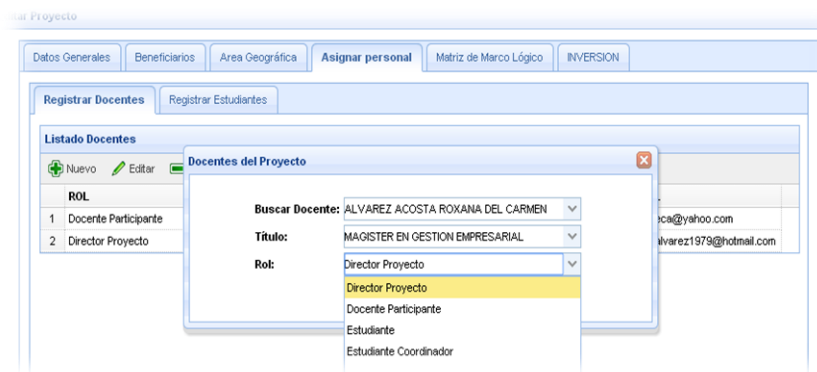 Proyecto
Datos Generales Beneficiarios Area Geográfica Asignar personal Matriz de Marco Lógico INVERSION
Registrar Docentes Registrar Estudiantes
Listado Docentes
Nuevo Editar
Docentes del Proyecto
Buscar Docente: ALVAREZ ACOSTA ROXANA DEL CARMEN
Título: MAGISTER EN GESTION EMPRESARIAL
Rol: Director Proyecto
Director Proyecto
Docente Participante
Estudiante
Estudiante Coordinador
ROL
1 Docente Participante eca@yahoo.com
2 Director Proyecto alvarez1979@hotmail.com